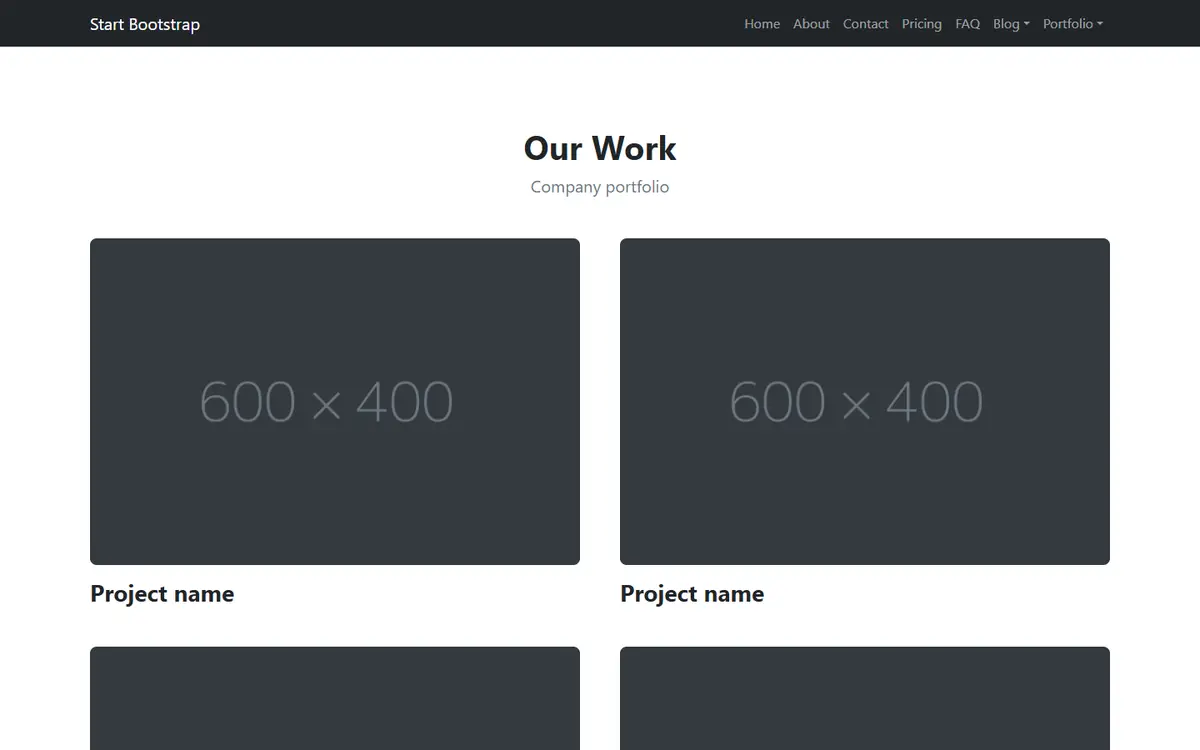 Start Bootstrap Home About Contact Pricing FAQ Blog Portfolio
Our Work
Company portfolio
600 × 400 600 × 400
Project name Project name